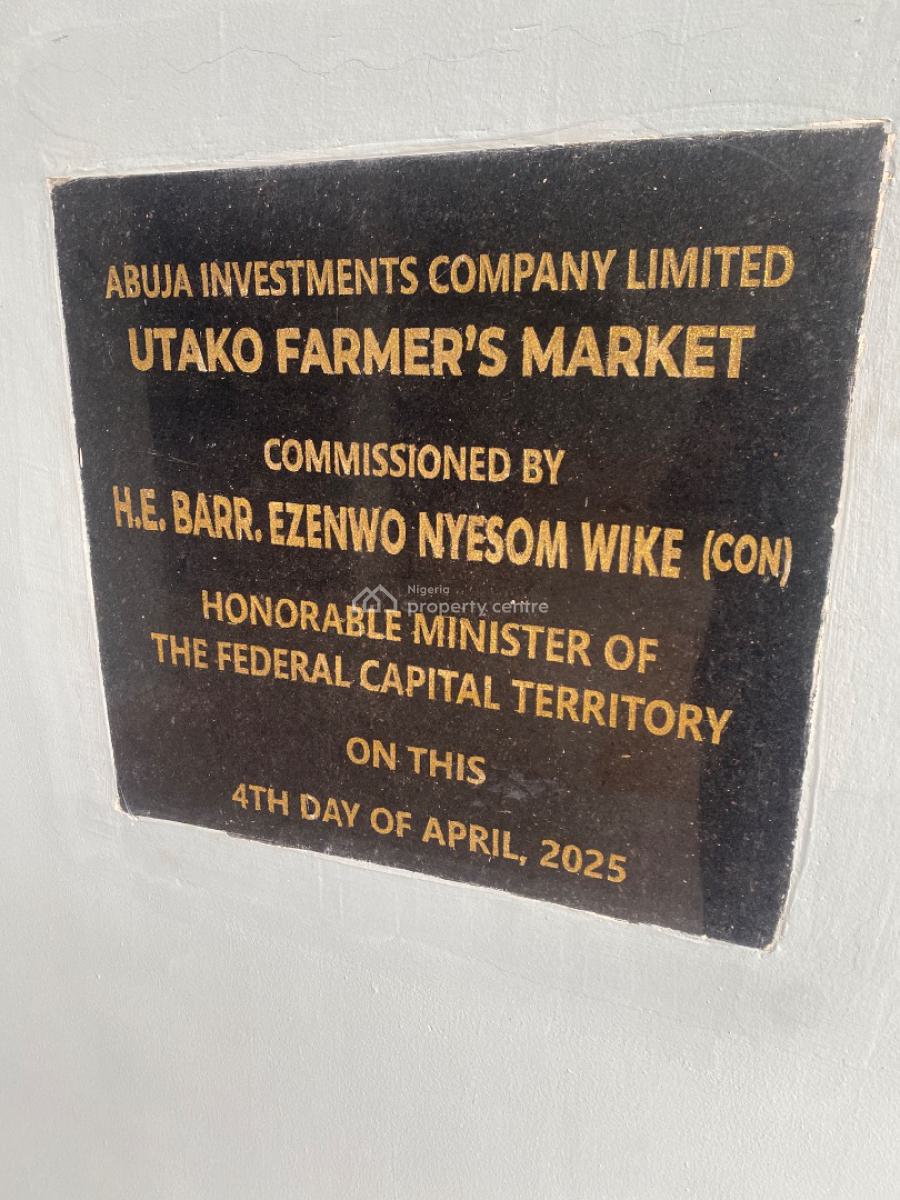 ABUJA INVESTMENTS COMPANY LIMITED
UTAKO FARMER'S MARKET
COMMISSIONED BY
H.E. BARR. EZENWO NYESOM WIKE (CON)
Nigeria
property centre
HONORABLE MINISTER OF
THE FEDERAL CAPITAL TERRITORY
ON THIS
4TH DAY OF APRIL, 2025